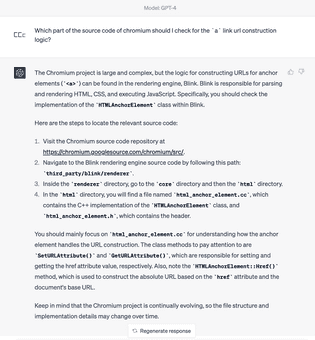 Model: GPT-4
Which part of the source code of chromium should I check for the `a` link url construction
logic?
The Chromium project is large and complex, but the logic for constructing URLs for anchor
elements (`<a>`) can be found in the rendering engine, Blink. Blink is responsible for parsing
and rendering HTML, CSS, and executing JavaScript. Specifically, you should check the
implementation of the `HTMLAnchorElement` class within Blink.
Here are the steps to locate the relevant source code:
1. Visit the Chromium source code repository at
https://chromium.googlesource.com/chromium/src/.
2. Navigate to the Blink rendering engine source code by following this path:
`third_party/blink/renderer`.
3. Inside the `renderer` directory, go to the `core` directory and then the `html` directory.
4. In the `html` directory, you will find a file named `html_anchor_element.cc`, which
contains the C++ implementation of the `HTMLAnchorElement` class, and
`html_anchor_element.h`, which contains the header.
You should mainly focus on `html_anchor_element.cc` for understanding how the anchor
element handles the URL construction. The class methods to pay attention to are
`SetURLAttribute()` and `GetURLAttribute()`, which are responsible for setting and
getting the href attribute value, respectively. Also, note the `HTMLAnchorElement::Href()`
method, which is used to construct the absolute URL based on the `href` attribute and the
document's base URL.
Keep in mind that the Chromium project is continually evolving, so the file structure and
implementation details may change over time.
Regenerate response